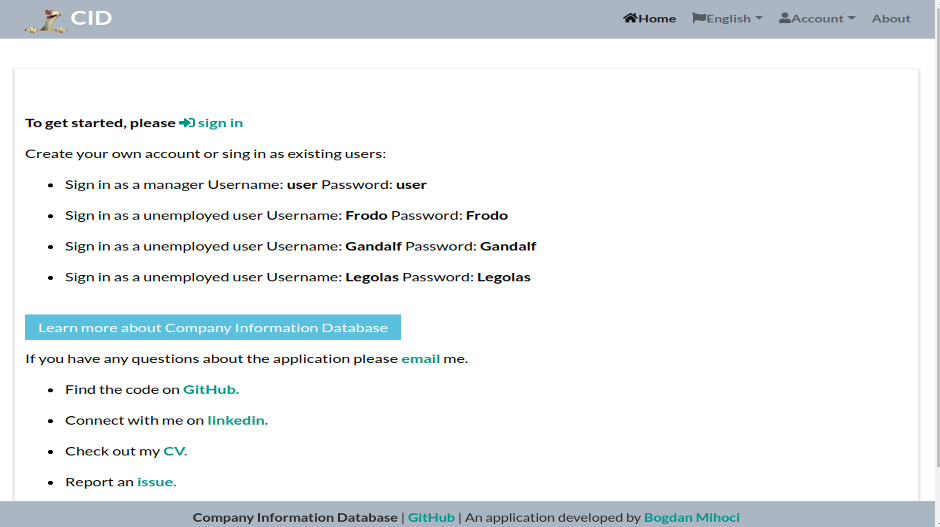 CID
Home English Account About
To get started, please sign in
Create your own account or sing in as existing users:
Sign in as a manager Username: user Password: user
Sign in as a unemployed user Username: Frodo Password: Frodo
Sign in as a unemployed user Username: Gandalf Password: Gandalf
Sign in as a unemployed user Username: Legolas Password: Legolas
Learn more about Company Information Database
If you have any questions about the application please email me.
Find the code on GitHub.
Connect with me on linkedin.
Check out my CV.
Report an issue.
Company Information Database | GitHub | An application developed by Bogdan Mihoci